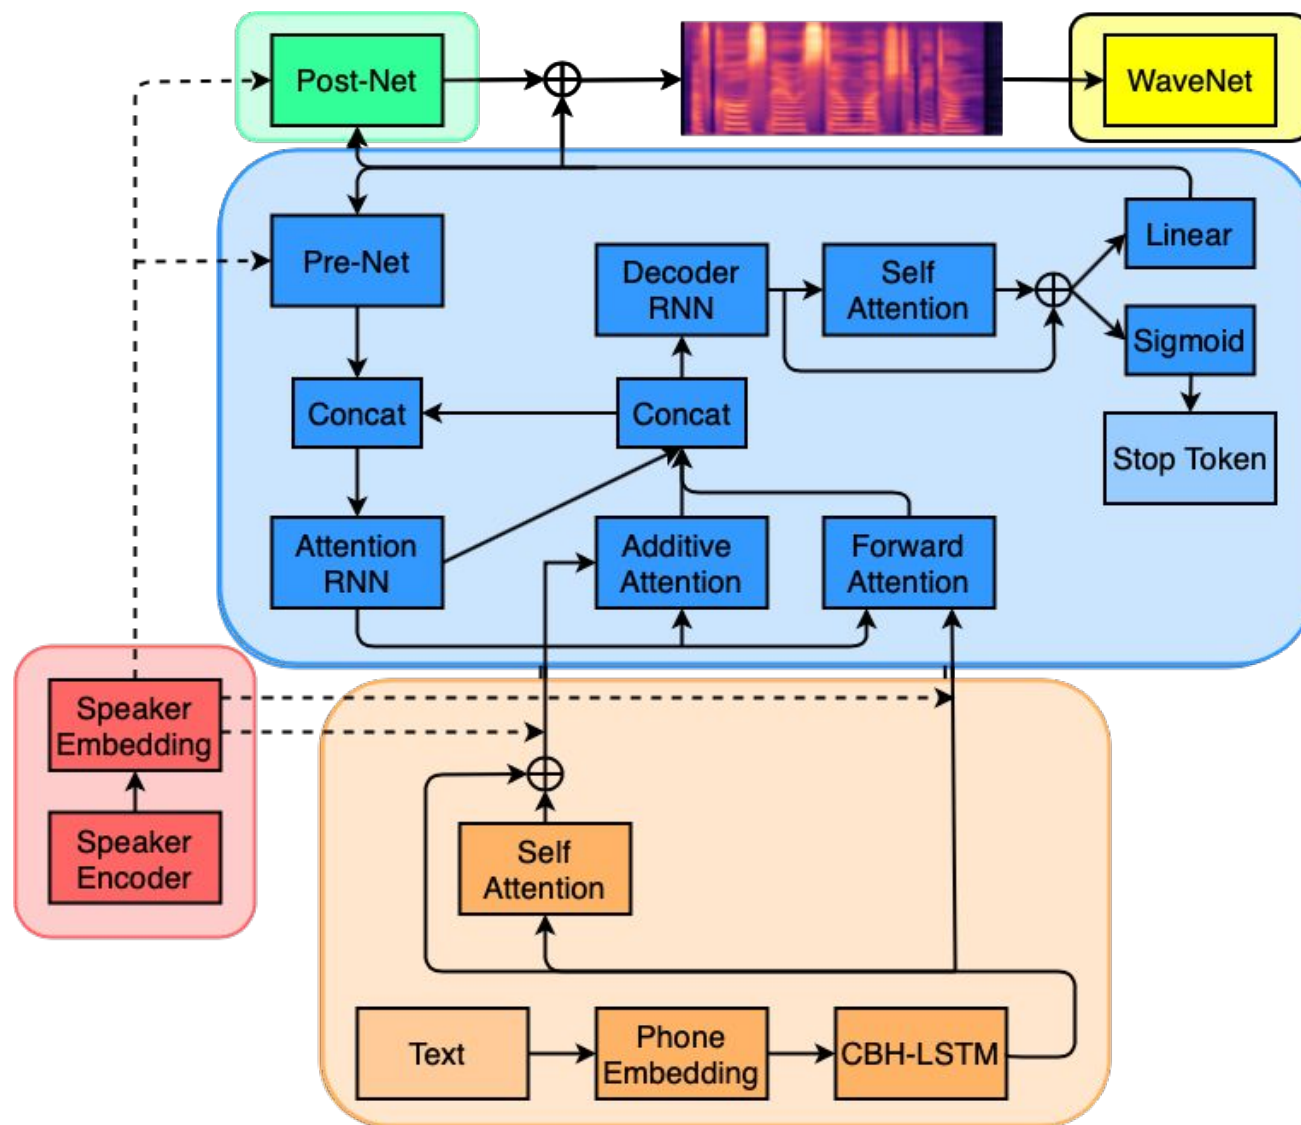 Post-Net
WaveNet
Pre-Net
Decoder
RNN
Self
Attention
Linear
Sigmoid
Concat
Concat
Stop Token
Attention
RNN
Additive
Attention
Forward
Attention
Speaker
Embedding
Speaker
Encoder
Self
Attention
Text
Phone
Embedding
CBH-LSTM